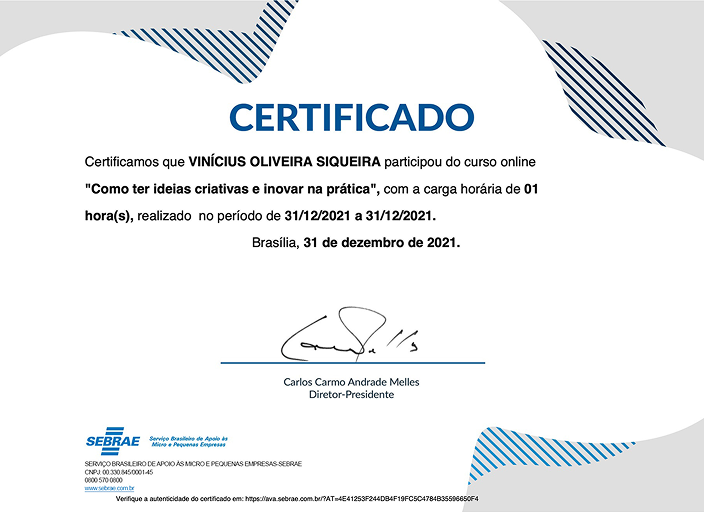 CERTIFICADO
Certificamos que VINÍCIUS OLIVEIRA SIQUEIRA participou do curso online
"Como ter ideias criativas e inovar na prática", com a carga horária de 01
hora(s), realizado no período de 31/12/2021 a 31/12/2021.
Brasília, 31 de dezembro de 2021.
Carlos Carmo Andrade Melles
Diretor-Presidente
SEBRAE
Serviço Brasileiro de Apoio às
Micro e Pequenas Empresas
SERVIÇO BRASILEIRO DE APOIO ÀS MICRO E PEQUENAS EMPRESAS-SEBRAE
CNPJ: 00.330.845/0001-45
0800 570 0800
www.sebrae.com.br
Verifique a autenticidade do certificado em: https://ava.sebrae.com.br/?AT=4E41253F244DB4F19FC5C4784B35596650F4